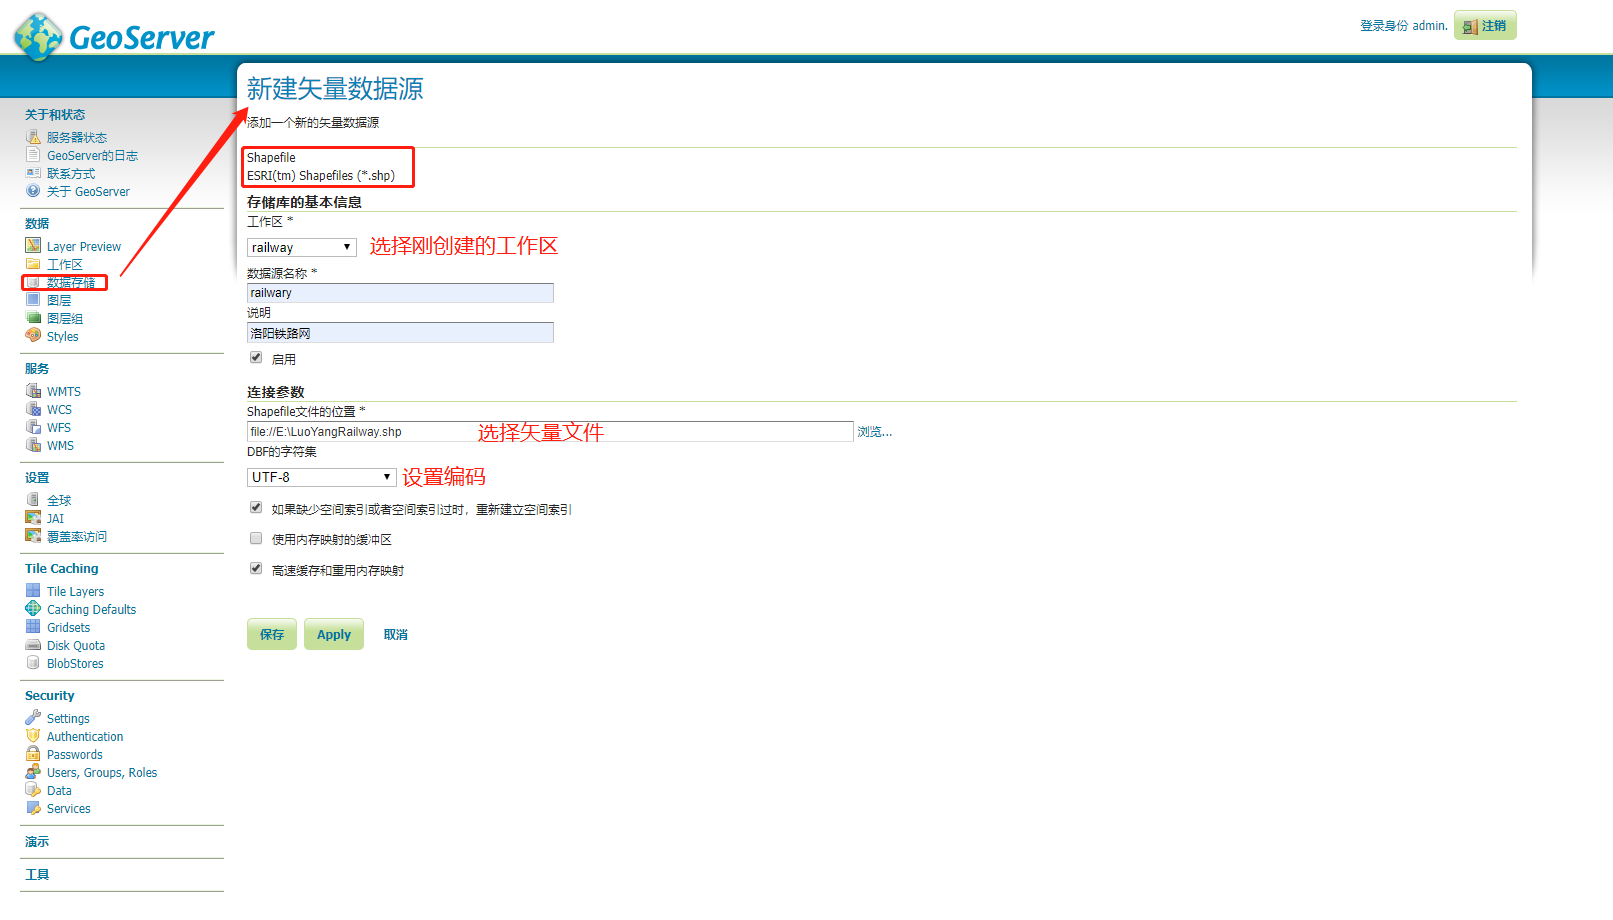 GeoServer
登录身份 admin.
注销
关于和状态
服务器状态
GeoServer的日志
联系方式
关于 GeoServer
数据
Layer Preview
工作区
数据存储
图层
图层组
Styles
服务
WMTS
WCS
WFS
WMS
设置
全球
JAI
覆盖率访问
Tile Caching
Tile Layers
Caching Defaults
Gridsets
Disk Quota
BlobStores
Security
Settings
Authentication
Passwords
Users, Groups, Roles
Data
Services
演示
工具
新建矢量数据源
添加一个新的矢量数据源
Shapefile
ESRI(tm) Shapefiles (*.shp)
存储库的基本信息
工作区 *
railway 选择刚创建的工作区
数据源名称 *
railwary
说明
洛阳铁路网
启用
连接参数
Shapefile文件的位置 *
file://E:\LuoYangRailway.shp 选择矢量文件 浏览...
DBF的字符集
UTF-8 设置编码
如果缺少空间索引或者空间索引过时，重新建立空间索引
使用内存映射的缓冲区
高速缓存和重用内存映射
保存 Apply 取消